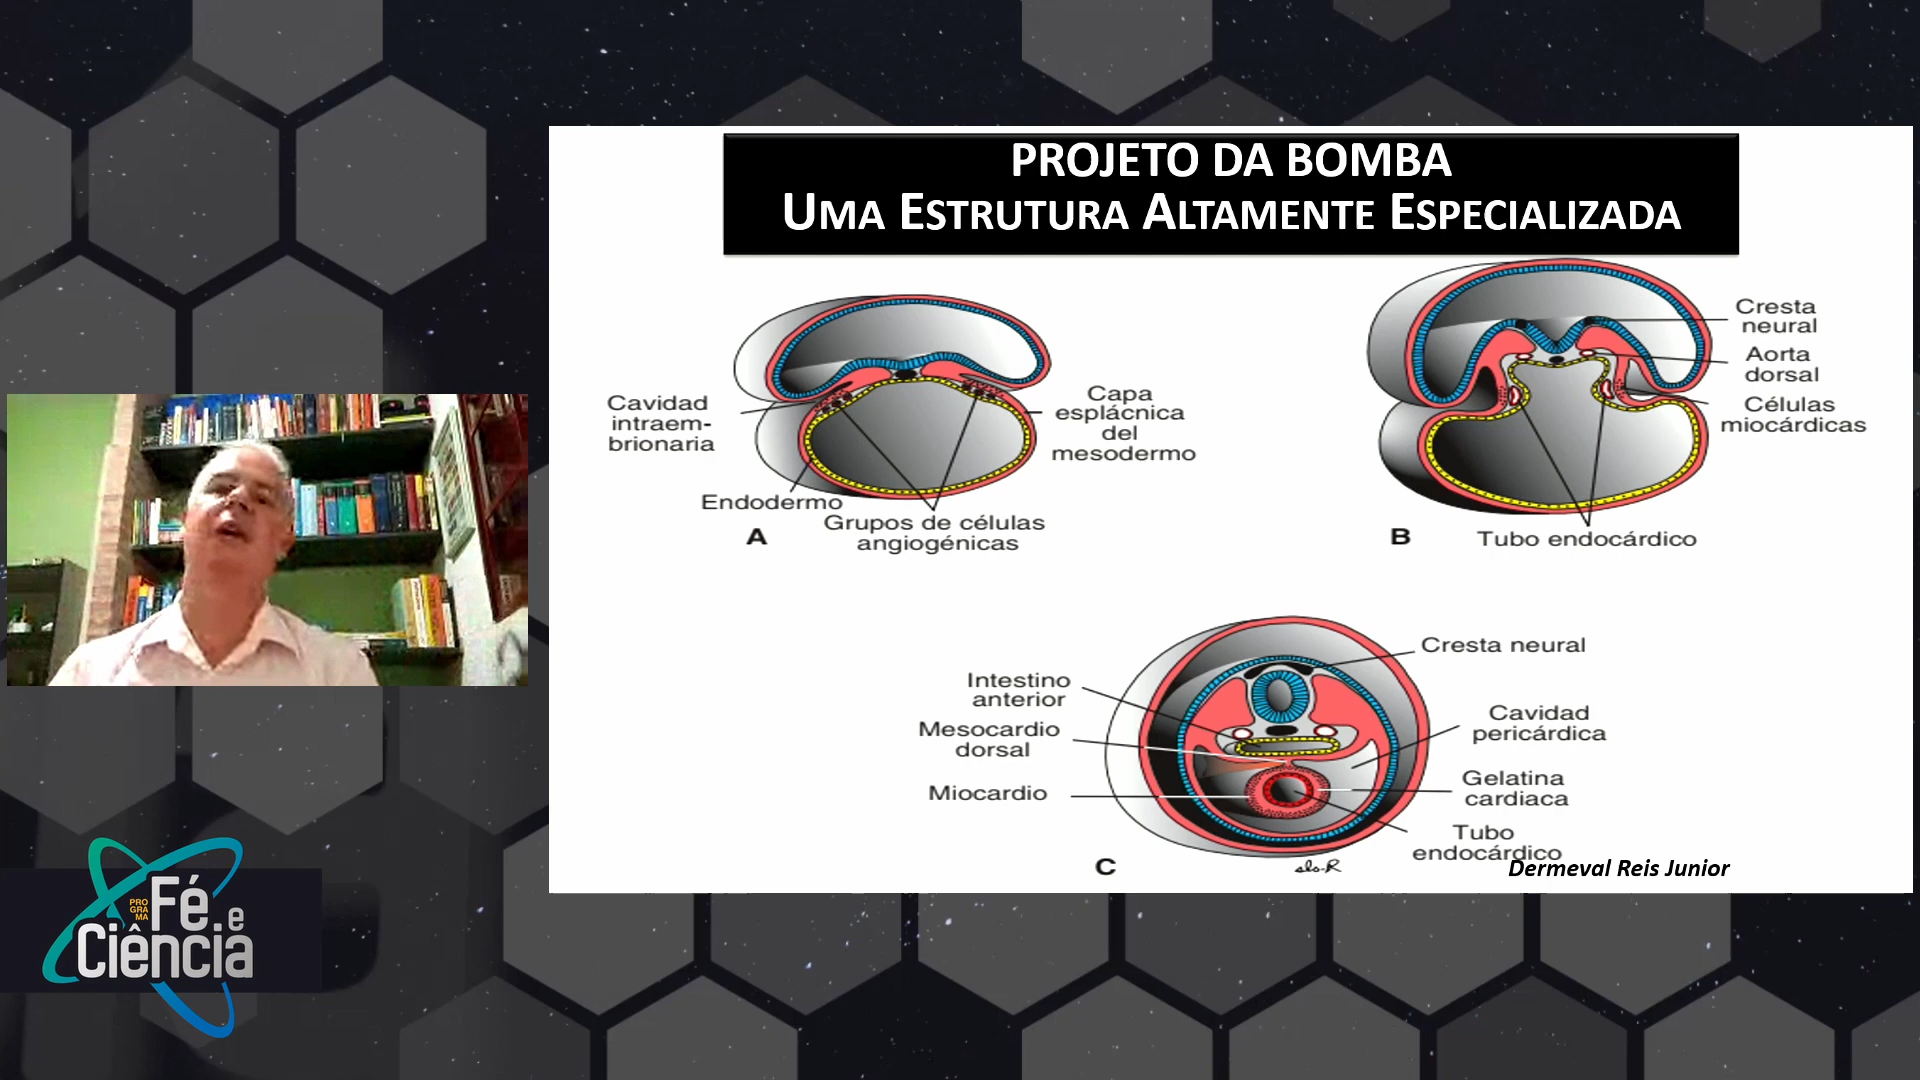 PROJETO DA BOMBA
UMA ESTRUTURA ALTAMENTE ESPECIALIZADA
Cavidad
intraem-
brionaria
Capa
esplácnica
del
mesodermo
Endodermo
Grupos de células
angiogénicas
A
Cresta
neural
Aorta
dorsal
Células
miocárdicas
B
Tubo endocárdico
Cresta neural
Intestino
anterior
Mesocardio
dorsal
Miocardio
Cavidad
pericárdica
Gelatina
cardiaca
Tubo
endocárdico
C
Dermeval Reis Junior
PRO
GRA
MA
Fé e
Ciência